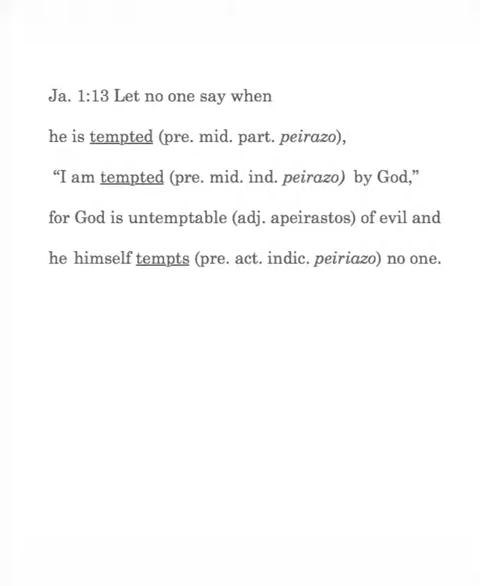 Ja. 1:13 Let no one say when
he is tempted (pre. mid. part. peirazo),
“I am tempted (pre. mid. ind. peirazo) by God,”
for God is untemptable (adj. apeirastos) of evil and
he himself tempts (pre. act. indic. peiriazo) no one.